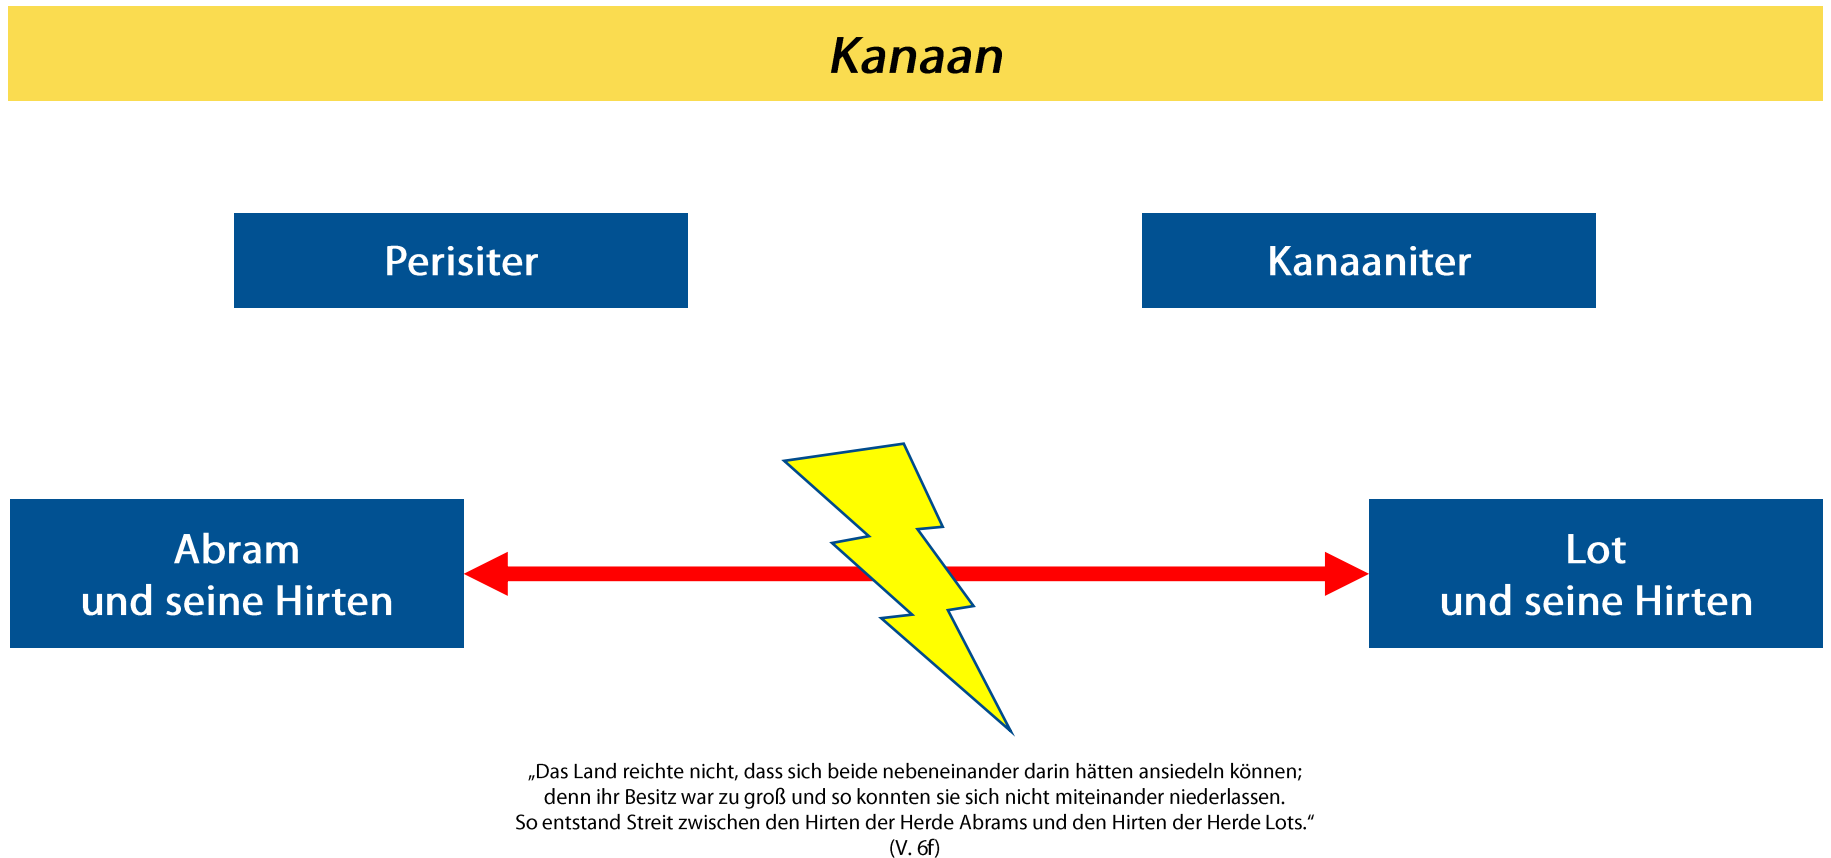 Kanaan
Perisiter
Kanaaniter
Abram
und seine Hirten
Lot
und seine Hirten
„Das Land reichte nicht, dass sich beide nebeneinander darin hätten ansiedeln können;
denn ihr Besitz war zu groß und so konnten sie sich nicht miteinander niederlassen.
So entstand Streit zwischen den Hirten der Herde Abrams und den Hirten der Herde Lots.“
(V. 6f)